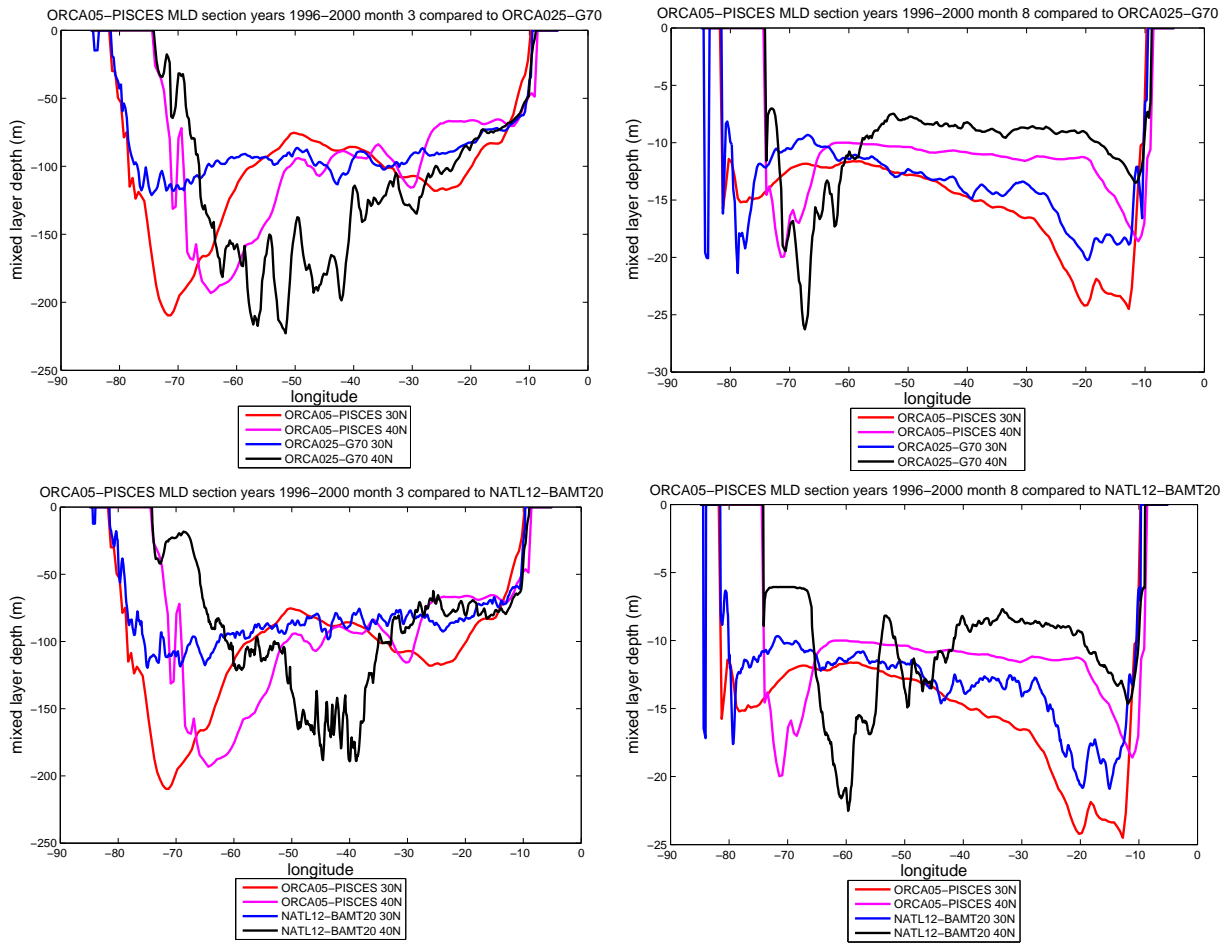 ORCA05−PISCES MLD section years 1996−2000 month 3 compared to ORCA025−G70
0
−50
−100
−150
−200
−250
mixed layer depth (m)
−90 −80 −70 −60 −50 −40 −30 −20 −10 0
longitude
ORCA05−PISCES 30N
ORCA05−PISCES 40N
ORCA025−G70 30N
ORCA025−G70 40N
ORCA05−PISCES MLD section years 1996−2000 month 8 compared to ORCA025−G70
0
−5
−10
−15
−20
−25
−30
mixed layer depth (m)
−90 −80 −70 −60 −50 −40 −30 −20 −10 0
longitude
ORCA05−PISCES 30N
ORCA05−PISCES 40N
ORCA025−G70 30N
ORCA025−G70 40N
ORCA05−PISCES MLD section years 1996−2000 month 3 compared to NATL12−BAMT20
0
−50
−100
−150
−200
−250
mixed layer depth (m)
−90 −80 −70 −60 −50 −40 −30 −20 −10 0
longitude
ORCA05−PISCES 30N
ORCA05−PISCES 40N
NATL12−BAMT20 30N
NATL12−BAMT20 40N
ORCA05−PISCES MLD section years 1996−2000 month 8 compared to NATL12−BAMT20
0
−5
−10
−15
−20
−25
mixed layer depth (m)
−90 −80 −70 −60 −50 −40 −30 −20 −10 0
longitude
ORCA05−PISCES 30N
ORCA05−PISCES 40N
NATL12−BAMT20 30N
NATL12−BAMT20 40N